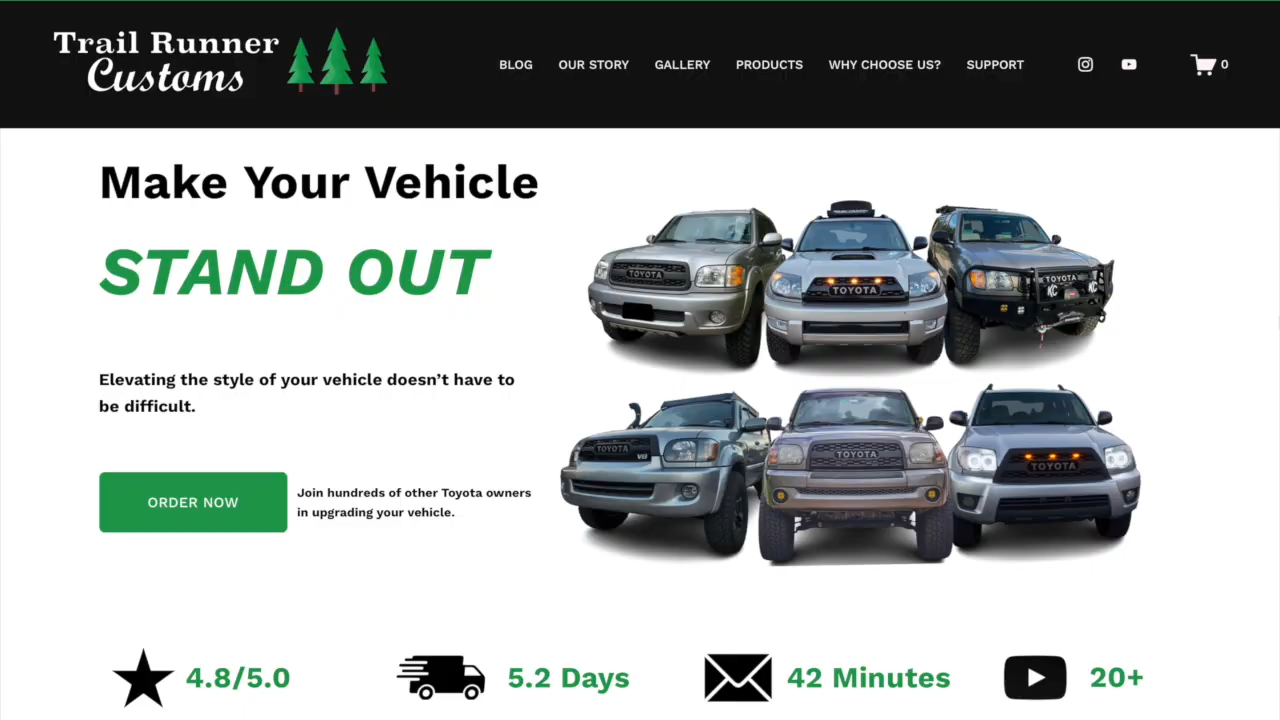 Trail Runner
Customs
BLOG OUR STORY GALLERY PRODUCTS WHY CHOOSE US? SUPPORT 0
Make Your Vehicle
STAND OUT
Elevating the style of your vehicle doesn’t have to
be difficult.
ORDER NOW
Join hundreds of other Toyota owners
in upgrading your vehicle.
TOYOTA
TOYOTA
TOYOTA
KC
KC
TOYOTA
V8
TOYOTA
TOYOTA
4.8/5.0
5.2 Days
42 Minutes
20+